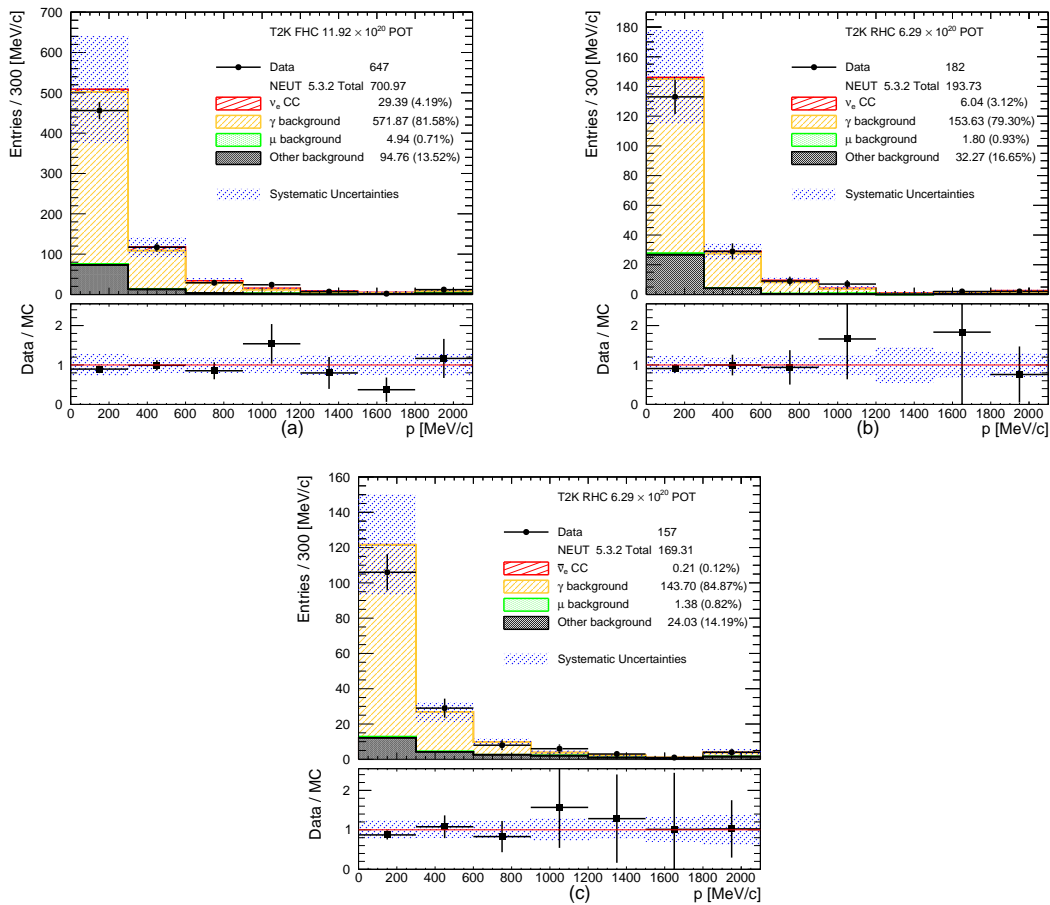 T2K FHC 11.92 × 10²⁰ POT
Data 647
NEUT 5.3.2 Total 700.97
νₑ CC 29.39 (4.19%)
γ background 571.87 (81.58%)
μ background 4.94 (0.71%)
Other background 94.76 (13.52%)
Systematic Uncertainties
Entries / 300 [MeV/c]
700
600
500
400
300
200
100
0
Data / MC
2
1
0
0 200 400 600 800 1000 1200 1400 1600 1800 2000
p [MeV/c]
(a)
T2K RHC 6.29 × 10²⁰ POT
Data 182
NEUT 5.3.2 Total 193.73
νₑ CC 6.04 (3.12%)
γ background 153.63 (79.30%)
μ background 1.80 (0.93%)
Other background 32.27 (16.65%)
Systematic Uncertainties
Entries / 300 [MeV/c]
180
160
140
120
100
80
60
40
20
0
Data / MC
2
1
0
0 200 400 600 800 1000 1200 1400 1600 1800 2000
p [MeV/c]
(b)
T2K RHC 6.29 × 10²⁰ POT
Data 157
NEUT 5.3.2 Total 169.31
ν̅ₑ CC 0.21 (0.12%)
γ background 143.70 (84.87%)
μ background 1.38 (0.82%)
Other background 24.03 (14.19%)
Systematic Uncertainties
Entries / 300 [MeV/c]
160
140
120
100
80
60
40
20
0
Data / MC
2
1
0
0 200 400 600 800 1000 1200 1400 1600 1800 2000
p [MeV/c]
(c)